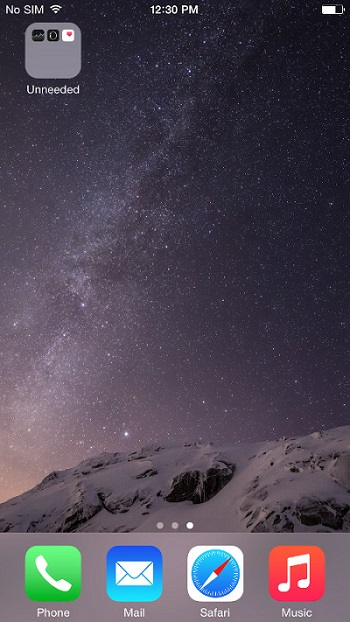 No SIM 12:30 PM
Unneeded
Phone Mail Safari Music